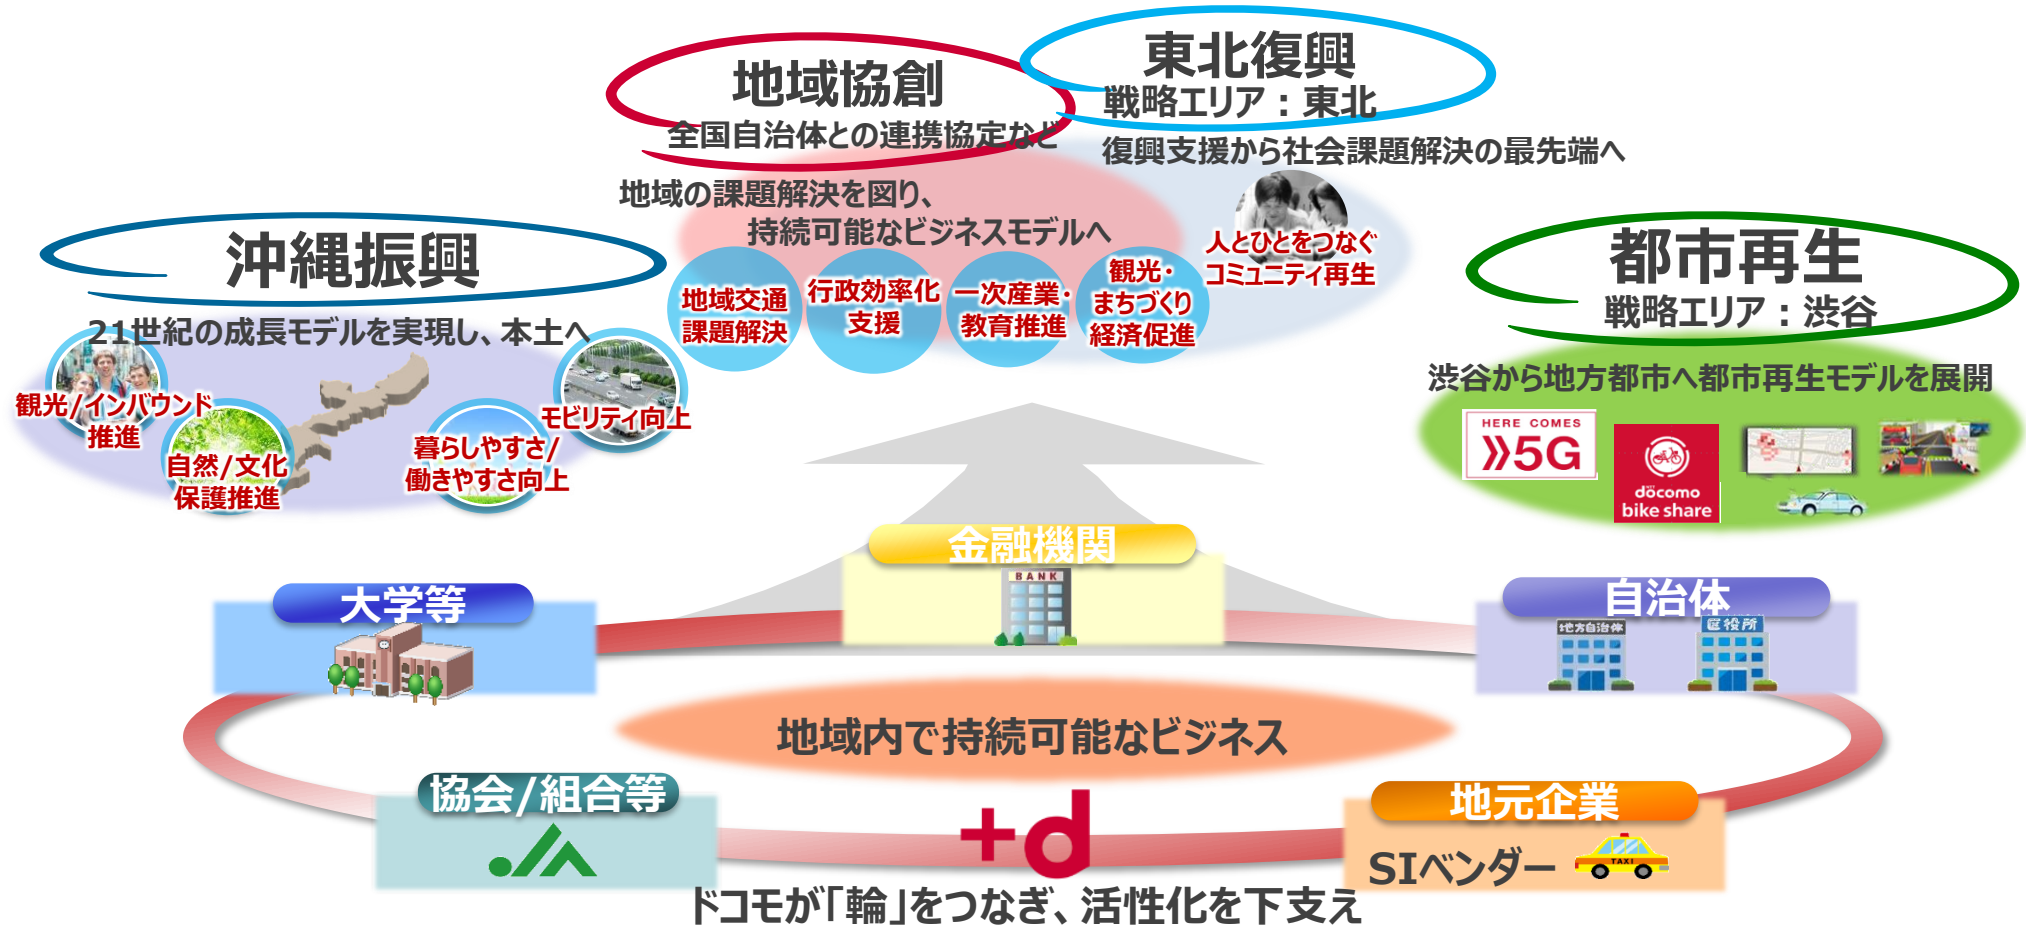 東北復興
戦略エリア：東北
復興支援から社会課題解決の最先端へ
人とひとをつなぐ
コミュニティ再生
地域協創
全国自治体との連携協定など
地域の課題解決を図り、
持続可能なビジネスモデルへ
地域交通
課題解決
行政効率化
支援
一次産業・
教育推進
観光・
まちづくり
経済促進
沖縄振興
21世紀の成長モデルを実現し、本土へ
観光/インバウンド
推進
自然/文化
保護推進
暮らしやすさ/
働きやすさ向上
モビリティ向上
都市再生
戦略エリア：渋谷
渋谷から地方都市へ都市再生モデルを展開
HERE COMES
5G
NTT
döcomo
bike share
金融機関
BANK
大学等
自治体
地方自治体
区役所
地域内で持続可能なビジネス
協会/組合等
JA
+d
地元企業
SIベンダー
TAXI
ドコモが「輪」をつなぎ、活性化を下支え